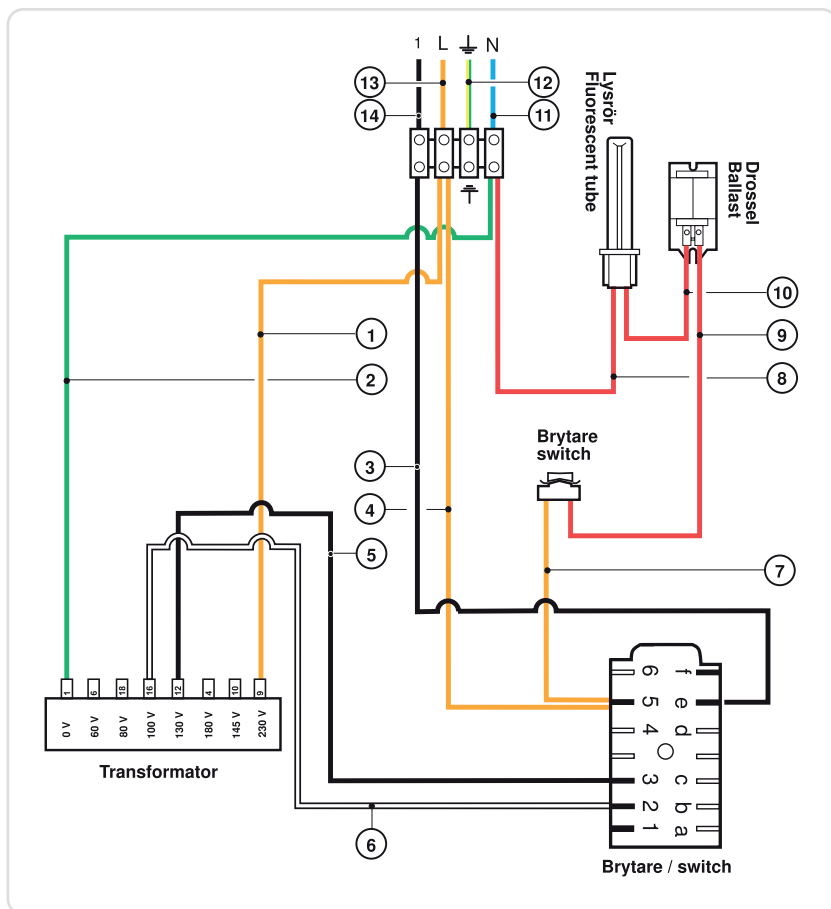 1 L N
13
12
14
11
Lysrör
Fluorescent tube
Drossel
Ballast
10
1
9
2
8
Brytare
switch
3
4
5
7
1 6 18 16 12 4 10 9
0 V 60 V 80 V 100 V 130 V 180 V 145 V 230 V
Transformator
6 f
5 e
4 d
3 c
2 b
1 a
6
Brytare / switch